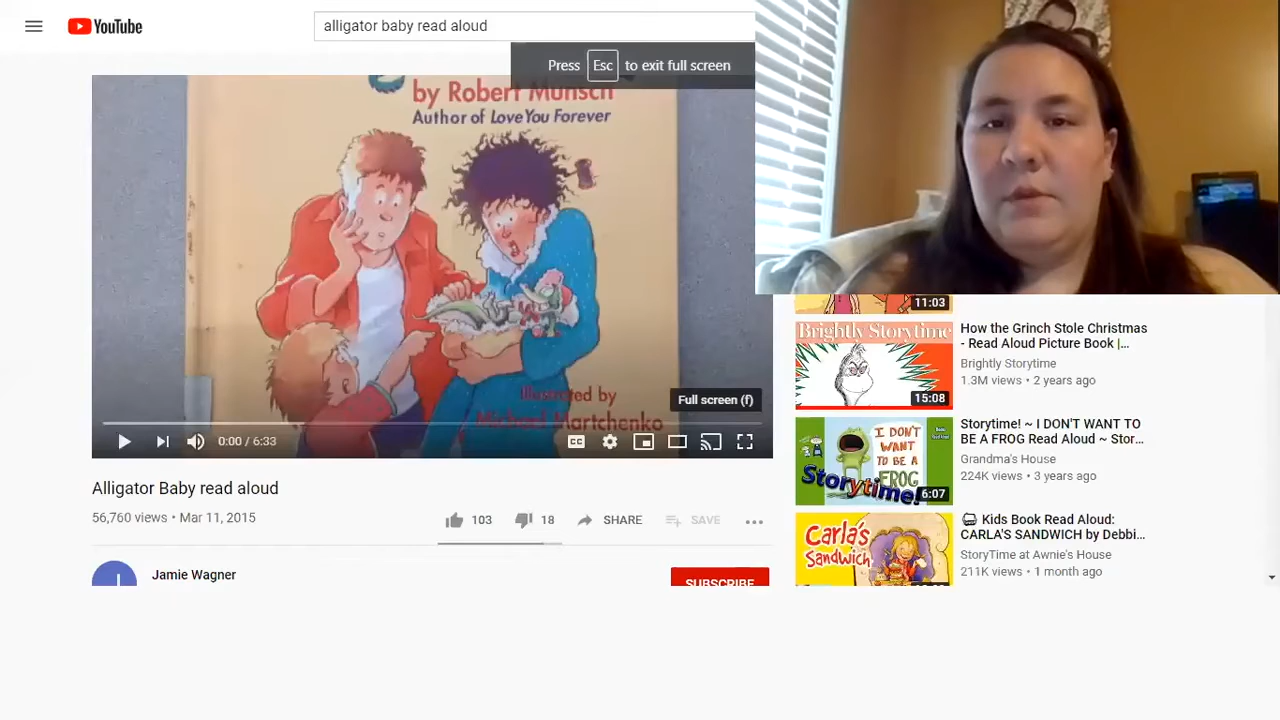 YouTube
alligator baby read aloud
Press Esc to exit full screen
by Robert Munsch
Author of Love You Forever
Illustrated by
Michael Martchenko
Full screen (f)
0:00 / 6:33
CC
Alligator Baby read aloud
56,760 views • Mar 11, 2015
103
18
SHARE
SAVE
J
Jamie Wagner
SUBSCRIBE
11:03
Brightly Storytime
15:08
How the Grinch Stole Christmas
- Read Aloud Picture Book |...
Brightly Storytime
1.3M views • 2 years ago
I DON'T
WANT
TO BE A
FROG
Storytime!
6:07
Storytime! ~ I DON'T WANT TO
BE A FROG Read Aloud ~ Stor...
Grandma's House
224K views • 3 years ago
Carla's
Sandwich
Kids Book Read Aloud:
CARLA'S SANDWICH by Debbi...
StoryTime at Awnie's House
211K views • 1 month ago